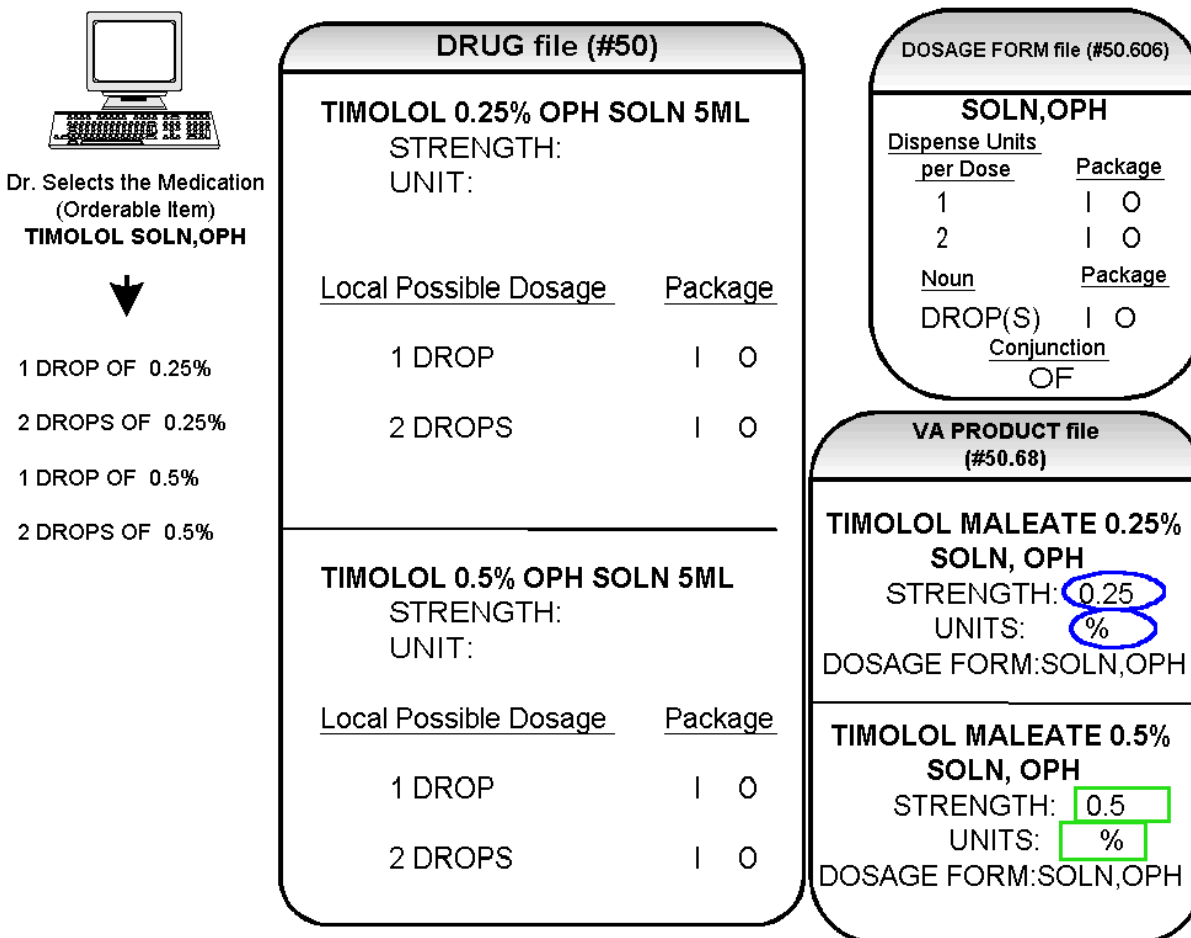 Dr. Selects the Medication
(Orderable Item)
TIMOLOL SOLN,OPH
1 DROP OF 0.25%
2 DROPS OF 0.25%
1 DROP OF 0.5%
2 DROPS OF 0.5%
DRUG file (#50)
TIMOLOL 0.25% OPH SOLN 5ML
STRENGTH:
UNIT:
Local Possible Dosage Package
1 DROP I O
2 DROPS I O
TIMOLOL 0.5% OPH SOLN 5ML
STRENGTH:
UNIT:
Local Possible Dosage Package
1 DROP I O
2 DROPS I O
DOSAGE FORM file (#50.606)
SOLN,OPH
Dispense Units
per Dose Package
1 I O
2 I O
Noun Package
DROP(S) I O
Conjunction
OF
VA PRODUCT file
(#50.68)
TIMOLOL MALEATE 0.25%
SOLN, OPH
STRENGTH: 0.25
UNITS: %
DOSAGE FORM:SOLN,OPH
TIMOLOL MALEATE 0.5%
SOLN, OPH
STRENGTH: 0.5
UNITS: %
DOSAGE FORM:SOLN,OPH